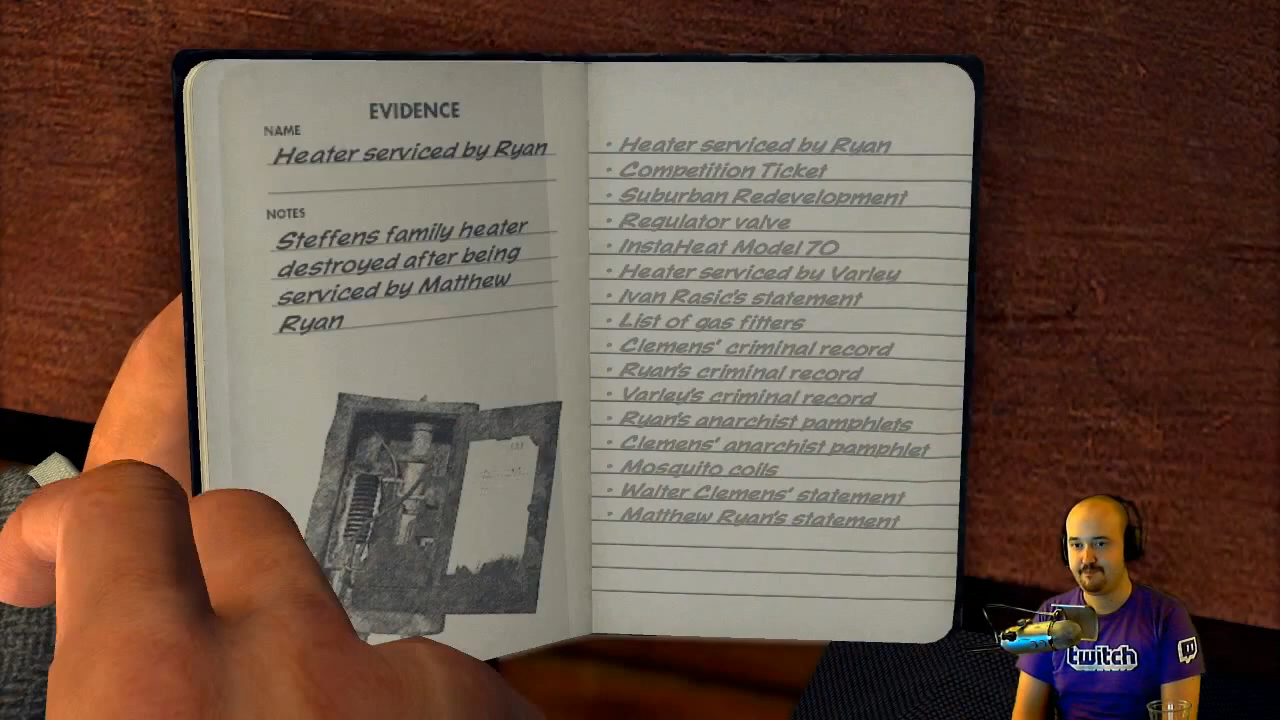 EVIDENCE
NAME
Heater serviced by Ryan
NOTES
Steffens family heater
destroyed after being
serviced by Matthew
Ryan
• Heater serviced by Ryan
• Competition Ticket
• Suburban Redevelopment
• Regulator valve
• InstaHeat Model 70
• Heater serviced by Varley
• Ivan Rasic's statement
• List of gas fitters
• Clemens' criminal record
• Ryan's criminal record
• Varley's criminal record
• Ryan's anarchist pamphlets
• Clemens' anarchist pamphlet
• Mosquito coils
• Walter Clemens' statement
• Matthew Ryan's statement
twitch